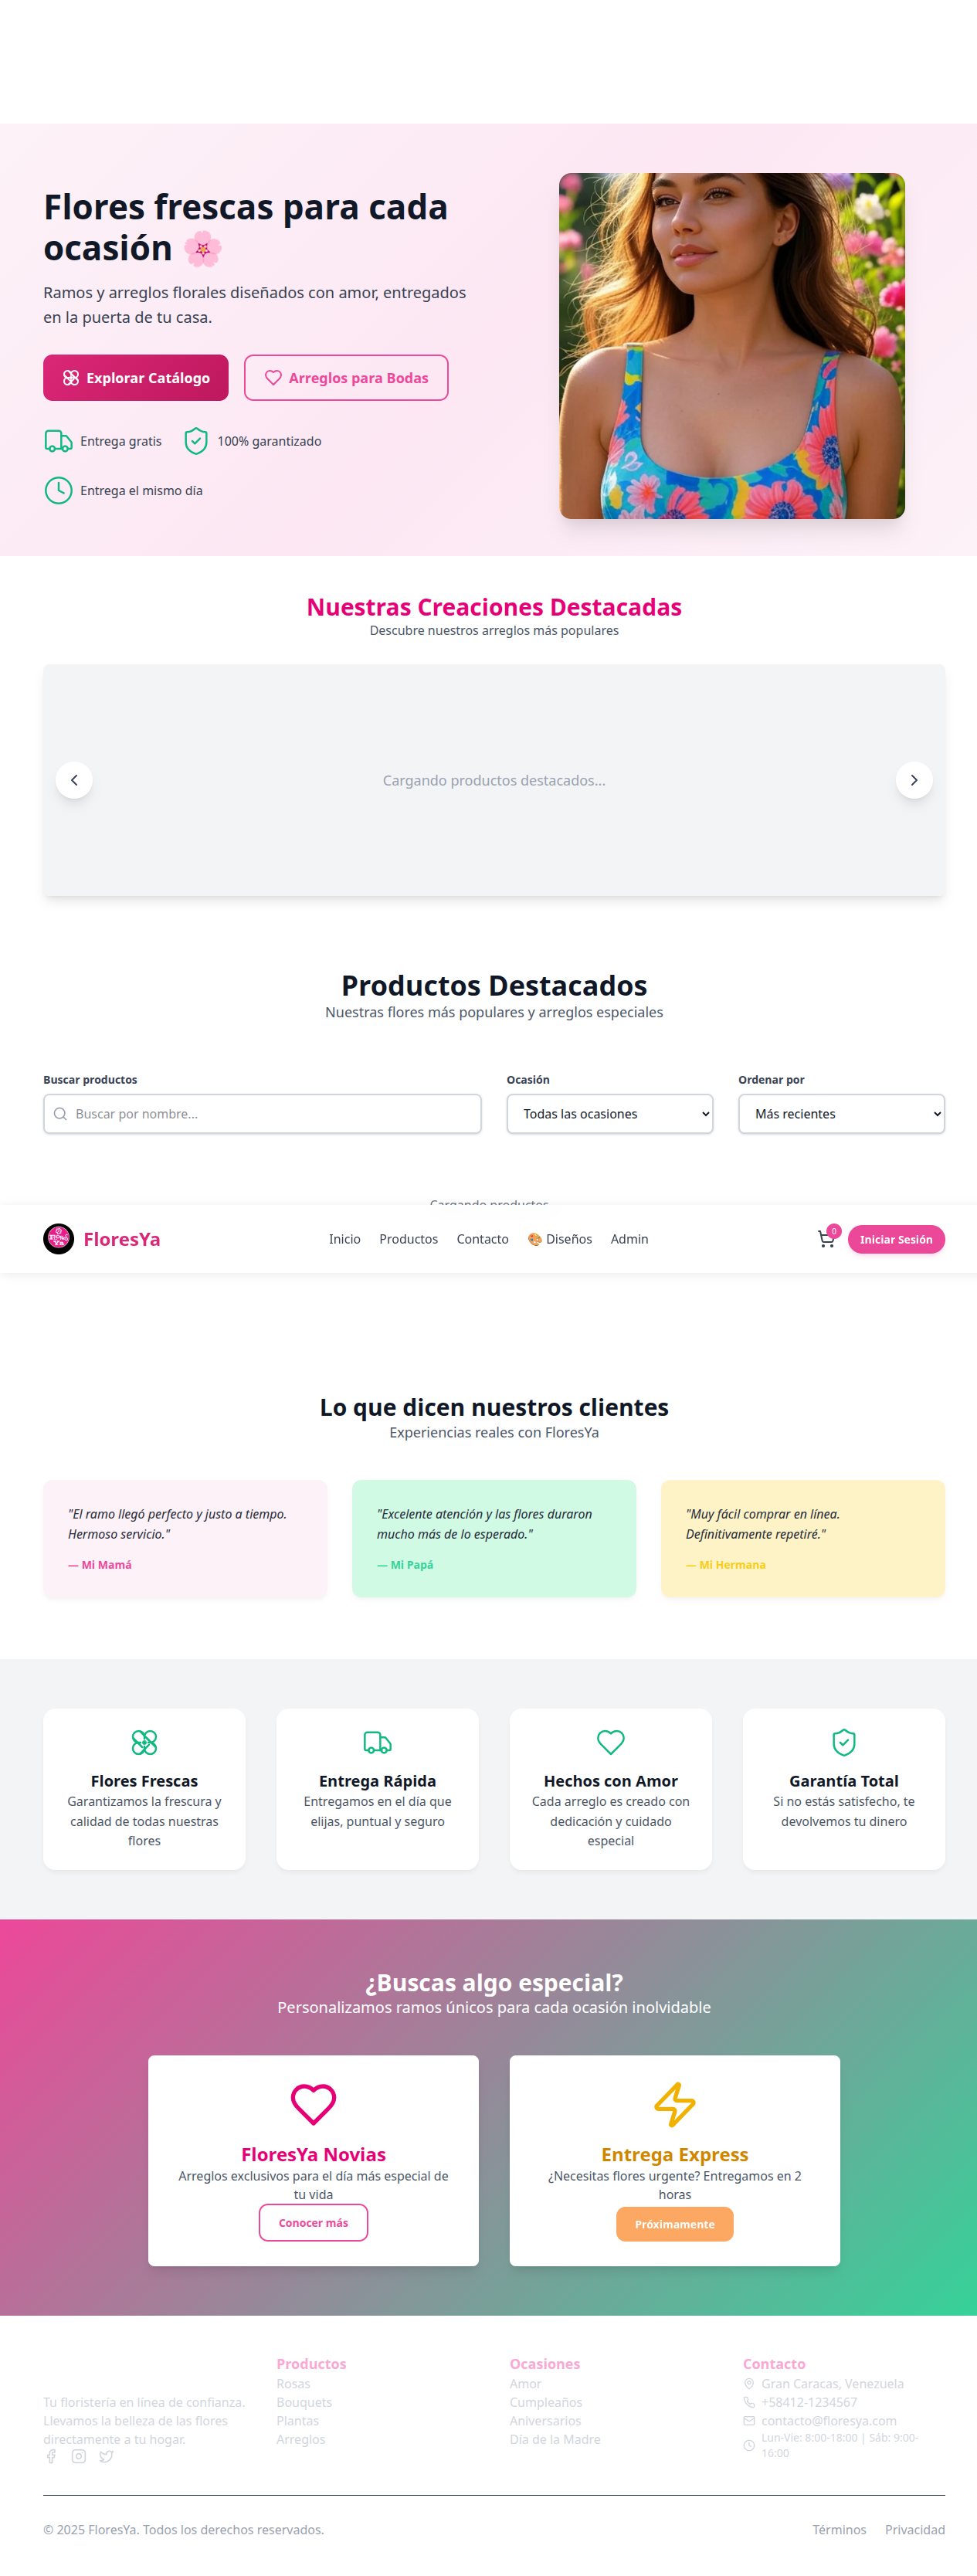 Flores frescas para cada
ocasión 🌸
Ramos y arreglos florales diseñados con amor, entregados
en la puerta de tu casa.
Explorar Catálogo
Arreglos para Bodas
Entrega gratis
100% garantizado
Entrega el mismo día
Nuestras Creaciones Destacadas
Descubre nuestros arreglos más populares
Cargando productos destacados...
Productos Destacados
Nuestras flores más populares y arreglos especiales
Buscar productos
Ocasión
Ordenar por
Buscar por nombre...
Todas las ocasiones
Más recientes
Cargando productos
FloresYa
Inicio
Productos
Contacto
🎨 Diseños
Admin
0
Iniciar Sesión
Lo que dicen nuestros clientes
Experiencias reales con FloresYa
"El ramo llegó perfecto y justo a tiempo.
Hermoso servicio."
— Mi Mamá
"Excelente atención y las flores duraron
mucho más de lo esperado."
— Mi Papá
"Muy fácil comprar en línea.
Definitivamente repetiré."
— Mi Hermana
Flores Frescas
Garantizamos la frescura y
calidad de todas nuestras
flores
Entrega Rápida
Entregamos en el día que
elijas, puntual y seguro
Hechos con Amor
Cada arreglo es creado con
dedicación y cuidado
especial
Garantía Total
Si no estás satisfecho, te
devolvemos tu dinero
¿Buscas algo especial?
Personalizamos ramos únicos para cada ocasión inolvidable
FloresYa Novias
Arreglos exclusivos para el día más especial de
tu vida
Conocer más
Entrega Express
¿Necesitas flores urgente? Entregamos en 2
horas
Próximamente
Tu floristería en línea de confianza.
Llevamos la belleza de las flores
directamente a tu hogar.
Productos
Rosas
Bouquets
Plantas
Arreglos
Ocasiones
Amor
Cumpleaños
Aniversarios
Día de la Madre
Contacto
Gran Caracas, Venezuela
+58412-1234567
contacto@floresya.com
Lun-Vie: 8:00-18:00 | Sáb: 9:00-
16:00
© 2025 FloresYa. Todos los derechos reservados.
Términos
Privacidad